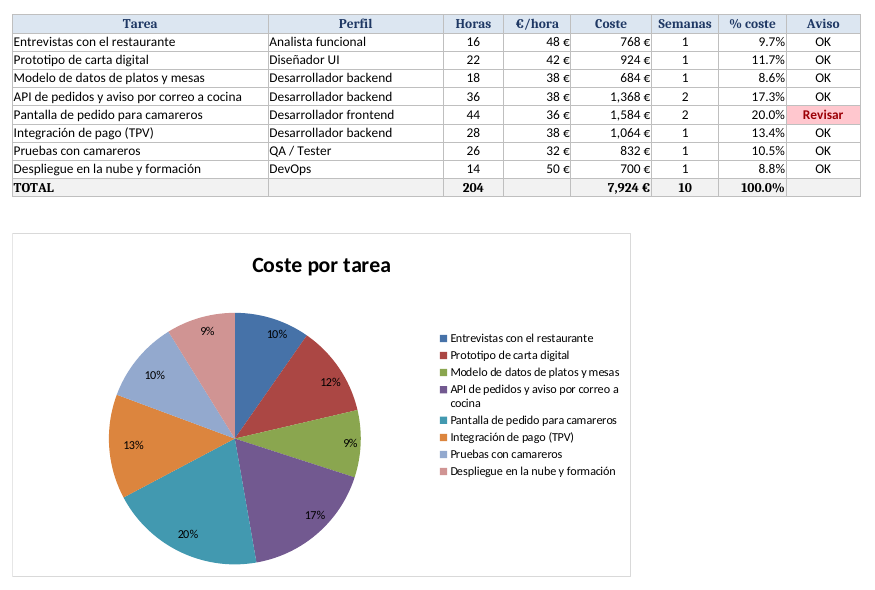 Tarea Perfil Horas €/hora Coste Semanas % coste Aviso
Entrevistas con el restaurante Analista funcional 16 48 € 768 € 1 9.7% OK
Prototipo de carta digital Diseñador UI 22 42 € 924 € 1 11.7% OK
Modelo de datos de platos y mesas Desarrollador backend 18 38 € 684 € 1 8.6% OK
API de pedidos y aviso por correo a cocina Desarrollador backend 36 38 € 1,368 € 2 17.3% OK
Pantalla de pedido para camareros Desarrollador frontend 44 36 € 1,584 € 2 20.0% Revisar
Integración de pago (TPV) Desarrollador backend 28 38 € 1,064 € 1 13.4% OK
Pruebas con camareros QA / Tester 26 32 € 832 € 1 10.5% OK
Despliegue en la nube y formación DevOps 14 50 € 700 € 1 8.8% OK
TOTAL 204 7,924 € 10 100.0%
Coste por tarea
10%
12%
9%
17%
20%
13%
10%
9%
Entrevistas con el restaurante
Prototipo de carta digital
Modelo de datos de platos y mesas
API de pedidos y aviso por correo a
cocina
Pantalla de pedido para camareros
Integración de pago (TPV)
Pruebas con camareros
Despliegue en la nube y formación